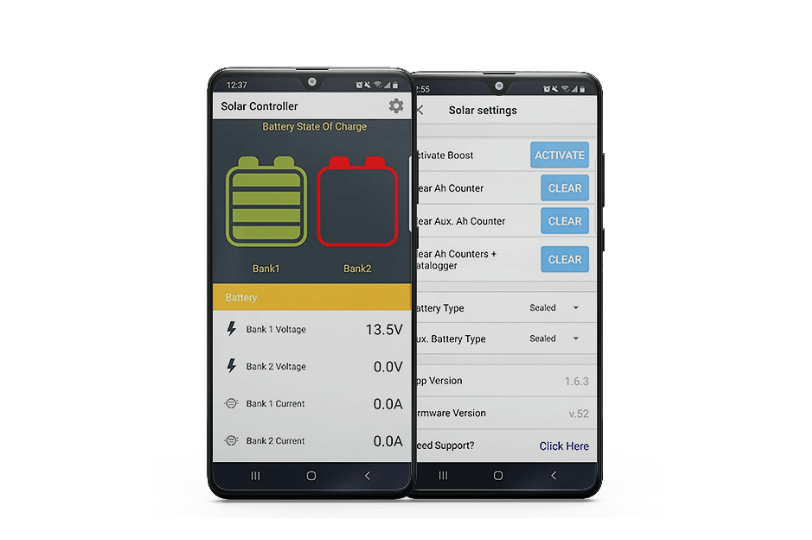 12:37
Solar Controller
Battery State Of Charge
Bank1 Bank2
Battery
Bank 1 Voltage 13.5V
Bank 2 Voltage 0.0V
Bank 1 Current 0.0A
Bank 2 Current 0.0A
2:55
Solar settings
ctivate Boost ACTIVATE
lear Ah Counter CLEAR
lear Aux. Ah Counter CLEAR
lear Ah Counters +
atalogger CLEAR
attery Type Sealed
ux. Battery Type Sealed
pp Version 1.6.3
rmware Version v.52
eed Support? Click Here